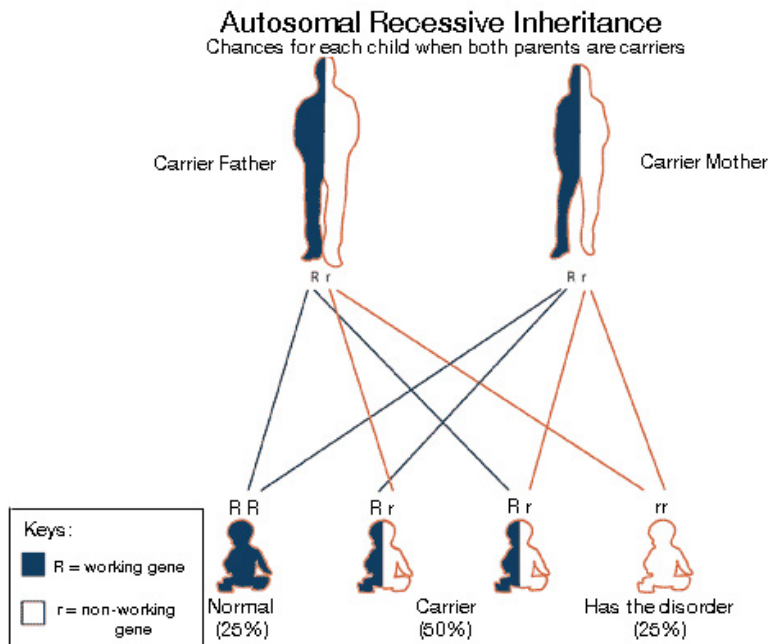 Autosomal Recessive Inheritance
Chances for each child when both parents are carriers
Carrier Father
Carrier Mother
R r
R r
R R
R r
R r
rr
Keys:
R = working gene
r = non-working
gene
Normal
(25%)
Carrier
(50%)
Has the disorder
(25%)